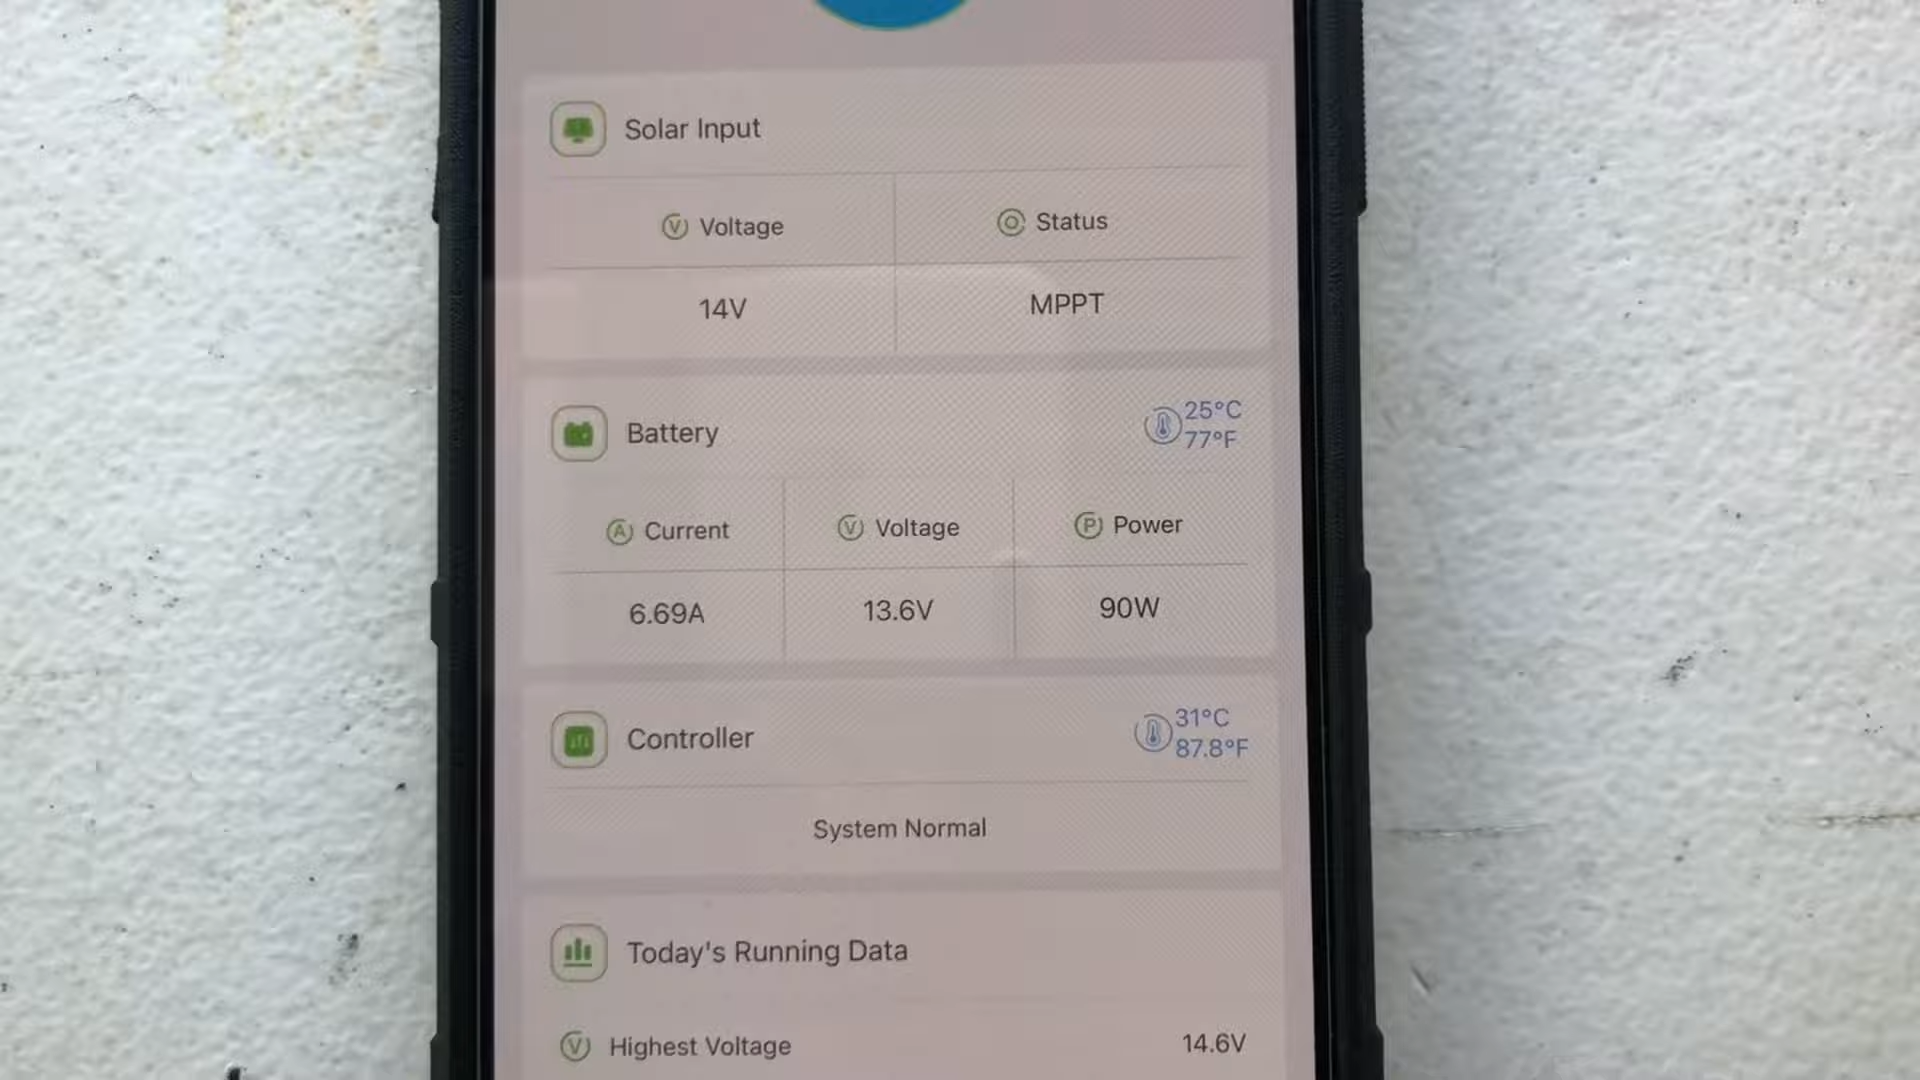 Solar Input
Voltage Status
14V MPPT
Battery 25°C
77°F
Current Voltage Power
6.69A 13.6V 90W
Controller 31°C
87.8°F
System Normal
Today's Running Data
Highest Voltage 14.6V